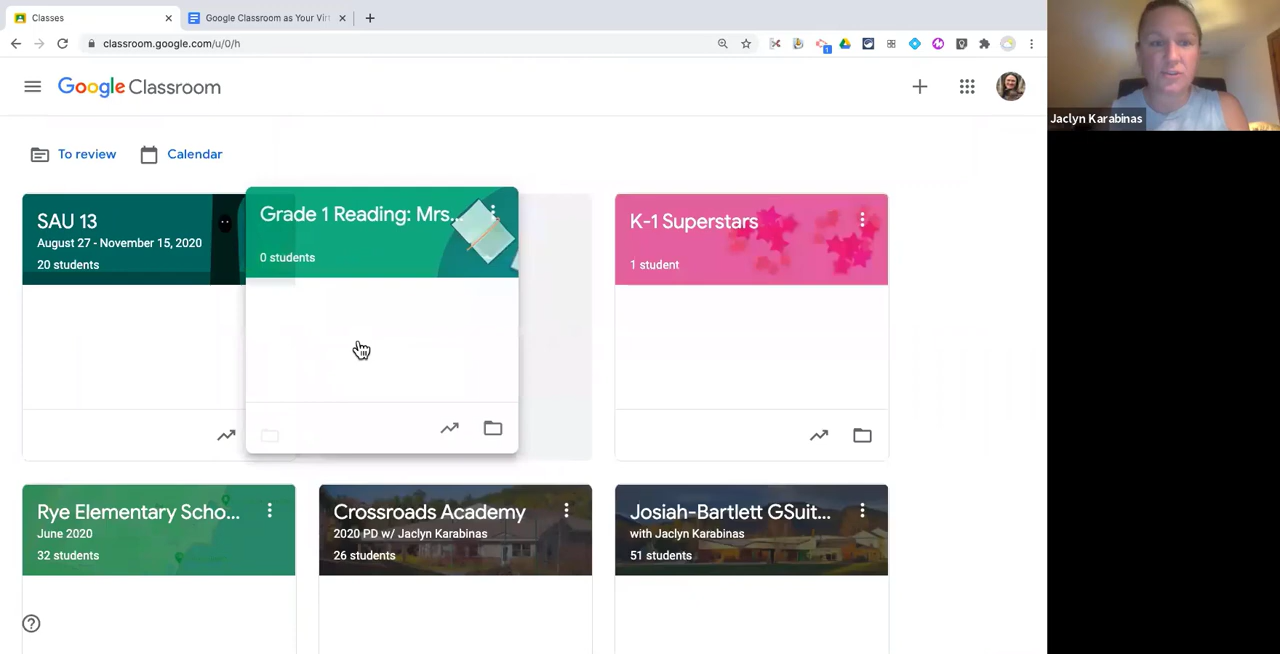 Classes
Google Classroom as Your Virt
classroom.google.com/u/0/h
1
Google Classroom
Jaclyn Karabinas
To review
Calendar
SAU 13
August 27 - November 15, 2020
20 students
Grade 1 Reading: Mrs...
0 students
K-1 Superstars
1 student
Rye Elementary Scho...
June 2020
32 students
Crossroads Academy
2020 PD w/ Jaclyn Karabinas
26 students
Josiah-Bartlett GSuit...
with Jaclyn Karabinas
51 students